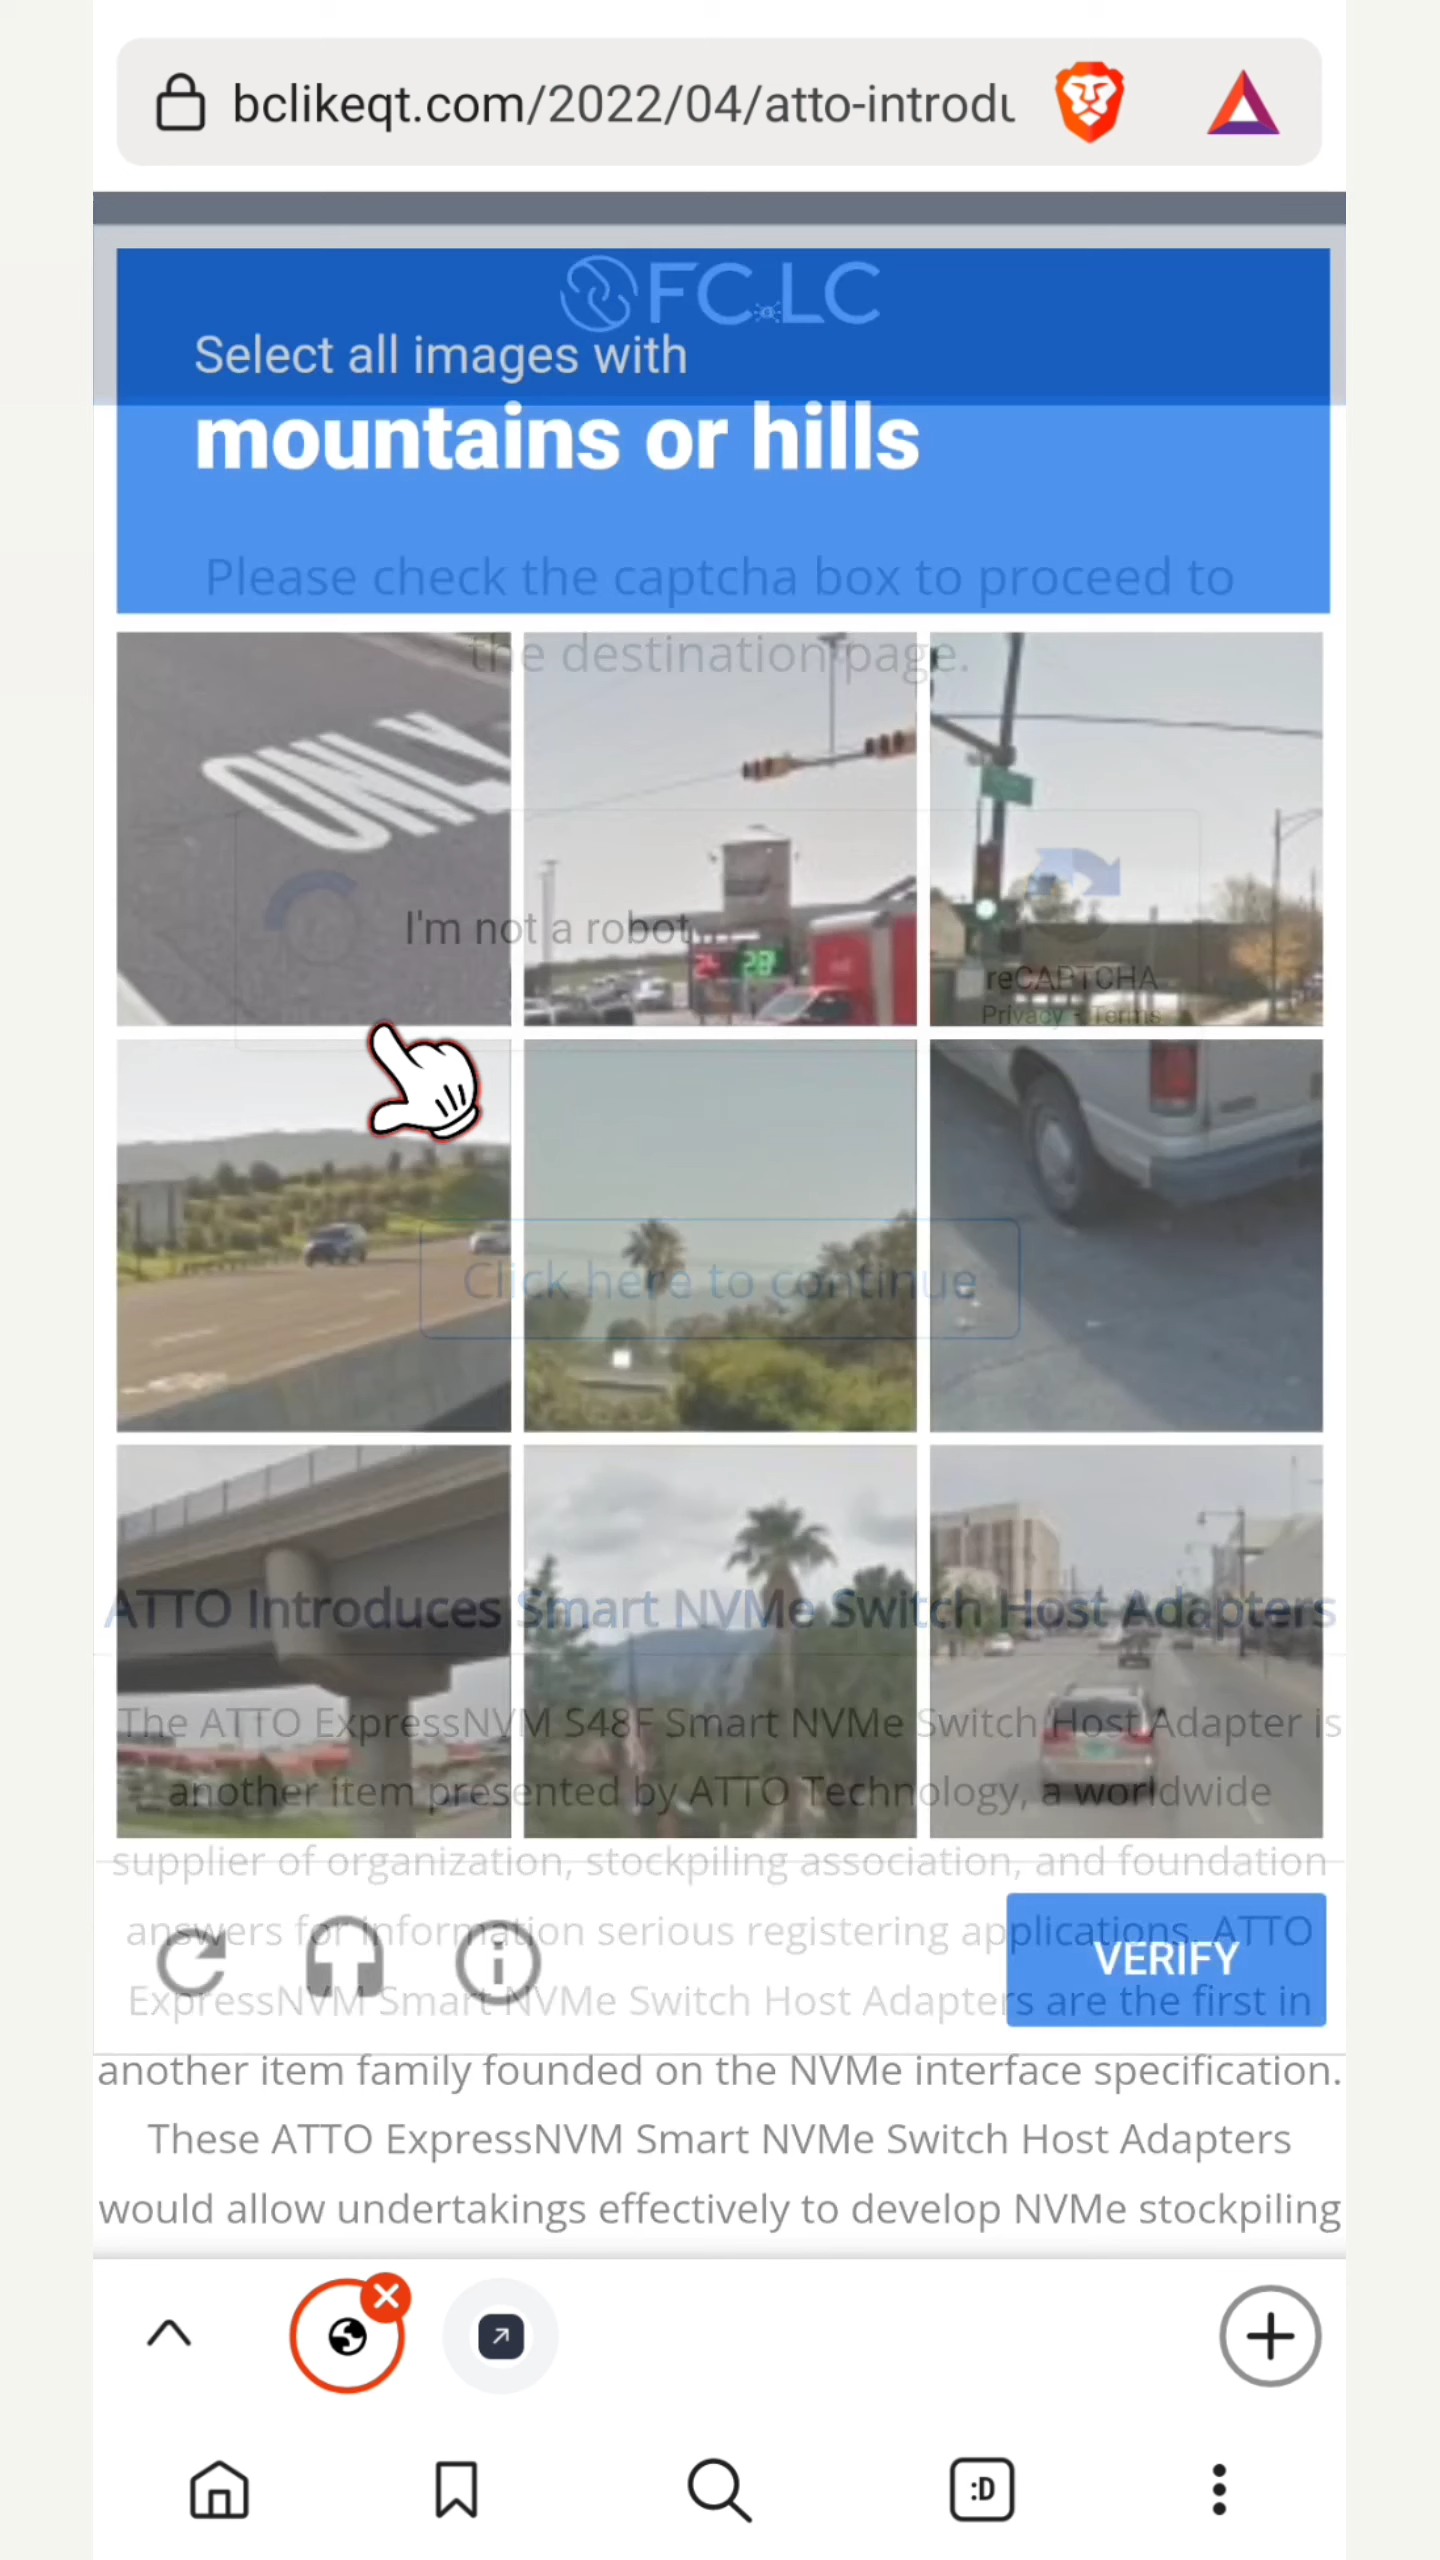 bclikeqt.com/2022/04/atto-introdu
FC.LC
Select all images with
mountains or hills
Please check the captcha box to proceed to
the destination page.
ONLY
28
I'm not a robot
reCAPTCHA
Privacy - Terms
Click here to continue
ATTO Introduces Smart NVMe Switch Host Adapters
The ATTO ExpressNVM S48F Smart NVMe Switch Host Adapter is
another item presented by ATTO Technology, a worldwide
supplier of organization, stockpiling association, and foundation
answers for information serious registering applications. ATTO
VERIFY
ExpressNVM Smart NVMe Switch Host Adapters are the first in
another item family founded on the NVMe interface specification.
These ATTO ExpressNVM Smart NVMe Switch Host Adapters
would allow undertakings effectively to develop NVMe stockpiling
:D